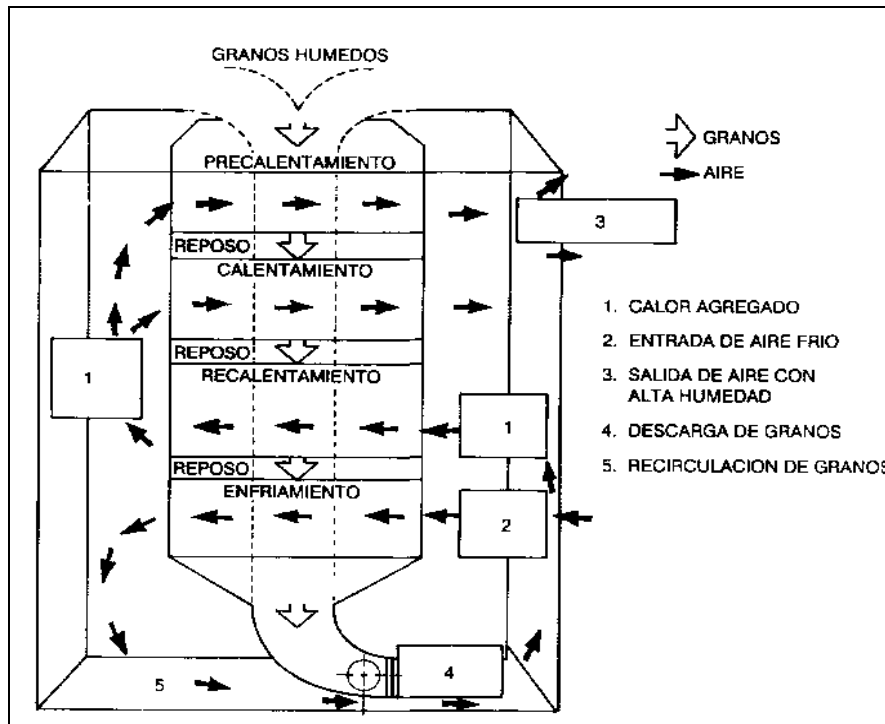 GRANOS HUMEDOS
GRANOS
AIRE
PRECALENTAMIENTO
3
REPOSO
CALENTAMIENTO
1. CALOR AGREGADO
2. ENTRADA DE AIRE FRIO
3. SALIDA DE AIRE CON
ALTA HUMEDAD
4. DESCARGA DE GRANOS
5. RECIRCULACION DE GRANOS
REPOSO
RECALENTAMIENTO
1
1
REPOSO
ENFRIAMIENTO
2
4
5